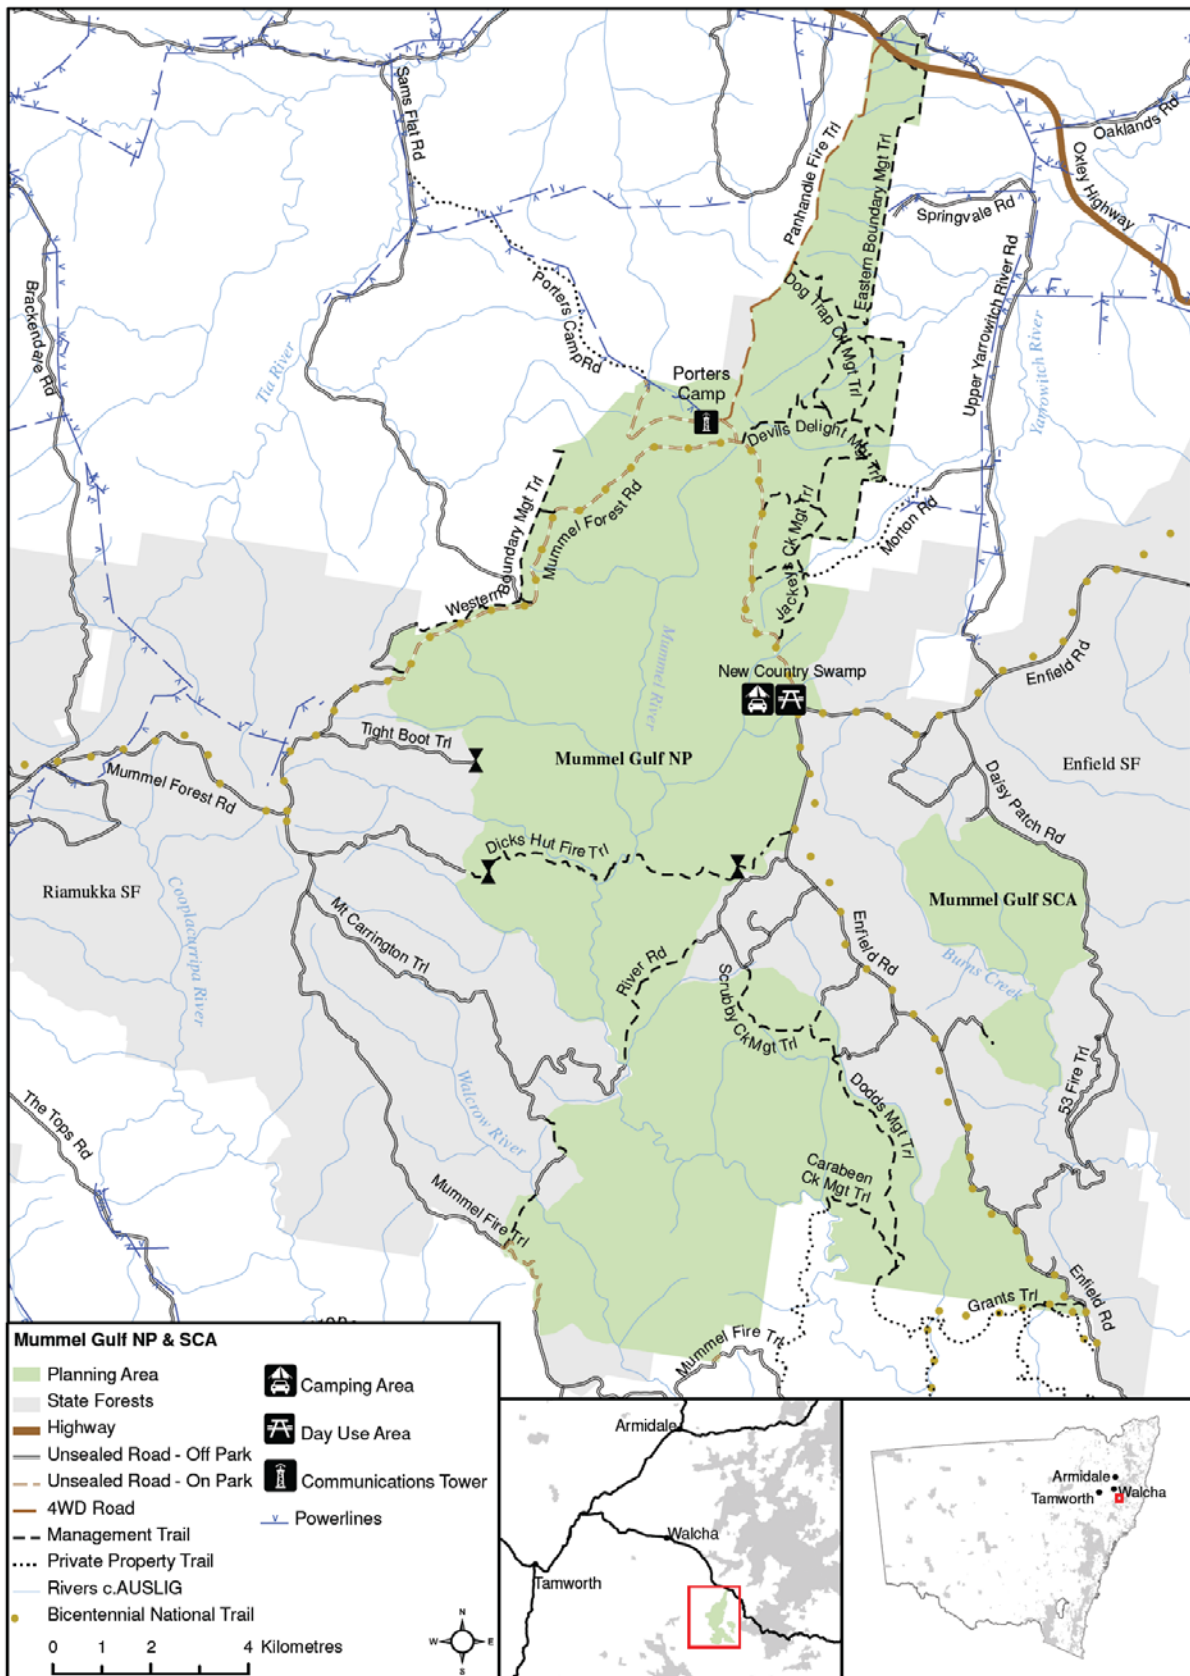 Sams Flat Rd
Panhandle Fire Trl
Eastern Boundary Mgt Trl
Oaklands Rd
Oxley Highway
Springvale Rd
Upper Yarrowitch River Rd
Yarrowitch River
Brackendale Rd
Tia River
Porters Camp Rd
Dog Trap Ck Mgt Trl
Porters
Camp
Devils Delight Mgt Trl
Western Boundary Mgt Trl
Mummel Forest Rd
Jackeys Ck Mgt Trl
Morton Rd
Mummel River
Enfield Rd
New Country Swamp
Tight Boot Trl
Mummel Gulf NP
Enfield SF
Mummel Forest Rd
Daisy Patch Rd
Dicks Hut Fire Trl
Riamukka SF
Cooplacurripa River
Mt Carrington Trl
Mummel Gulf SCA
Enfield Rd
River Rd
Burns Creek
Scrubby Ck Mgt Trl
Walcrow River
Dodds Mgt Trl
53 Fire Trl
The Tops Rd
Carabeen
Ck Mgt Trl
Mummel Fire Trl
Enfield Rd
Grants Trl
Mummel Fire Trl
Mummel Gulf NP & SCA
Planning Area
State Forests
Highway
Unsealed Road - Off Park
Unsealed Road - On Park
4WD Road
Management Trail
Private Property Trail
Rivers c.AUSLIG
Bicentennial National Trail
Camping Area
Day Use Area
Communications Tower
Powerlines
0 1 2 4 Kilometres
N
W E
S
Armidale
Walcha
Tamworth
Armidale
Walcha
Tamworth